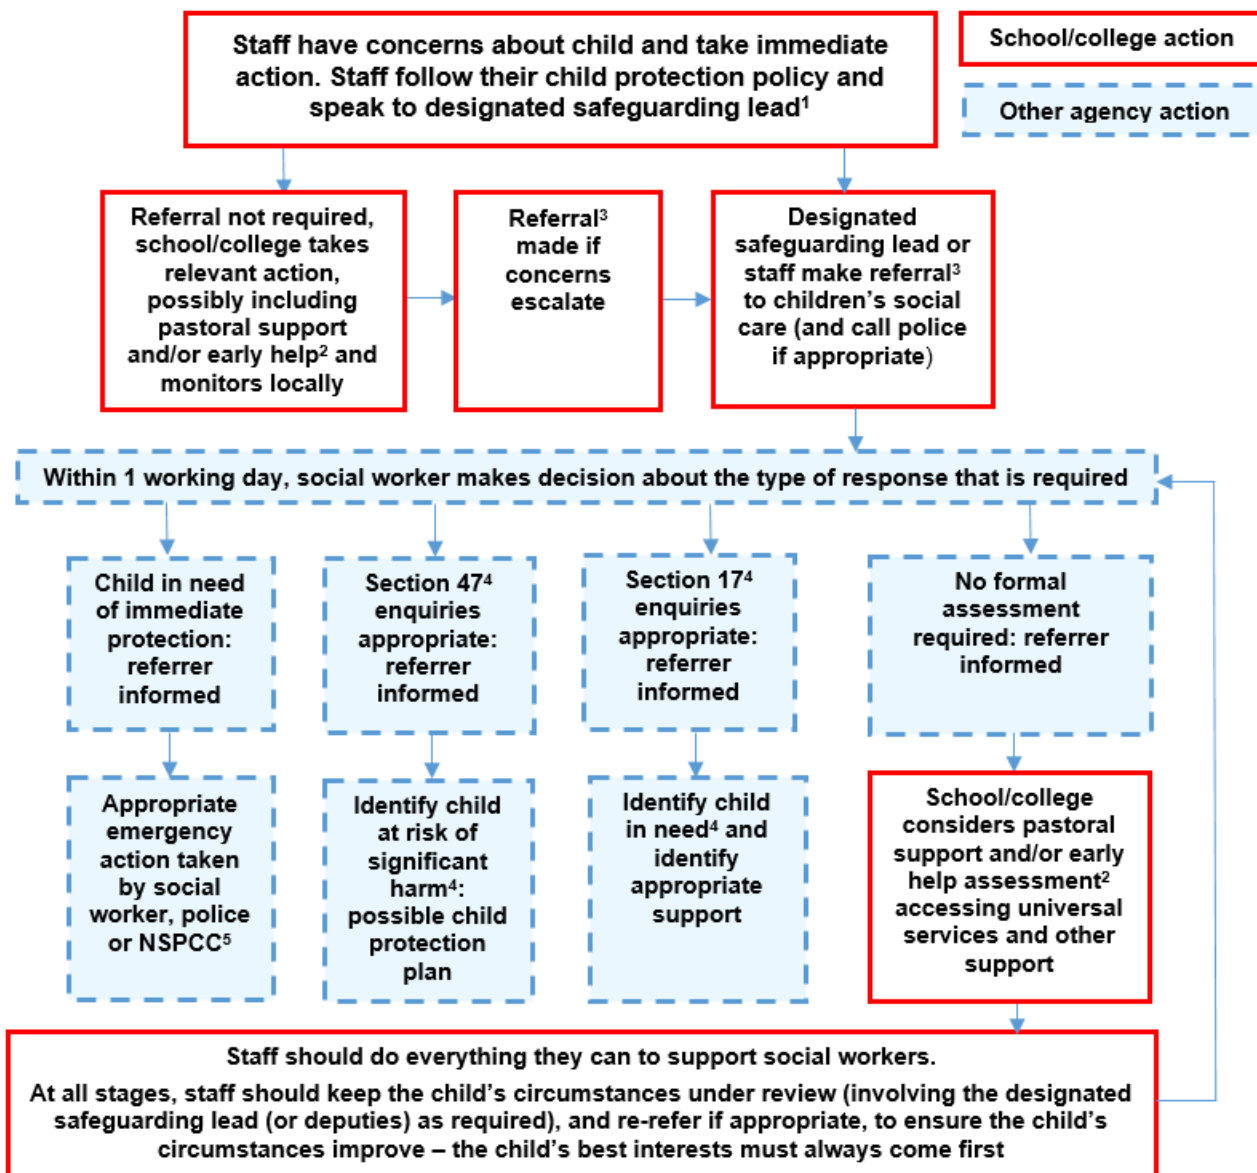 Staff have concerns about child and take immediate
action. Staff follow their child protection policy and
speak to designated safeguarding lead¹
School/college action
Other agency action
Referral not required,
school/college takes
relevant action,
possibly including
pastoral support
and/or early help² and
monitors locally
Referral³
made if
concerns
escalate
Designated
safeguarding lead or
staff make referral³
to children’s social
care (and call police
if appropriate)
Within 1 working day, social worker makes decision about the type of response that is required
Child in need
of immediate
protection:
referrer
informed
Section 47⁴
enquiries
appropriate:
referrer
informed
Section 17⁴
enquiries
appropriate:
referrer
informed
No formal
assessment
required: referrer
informed
Appropriate
emergency
action taken
by social
worker, police
or NSPCC⁵
Identify child
at risk of
significant
harm⁴:
possible child
protection
plan
Identify child
in need⁴ and
identify
appropriate
support
School/college
considers pastoral
support and/or early
help assessment²
accessing universal
services and other
support
Staff should do everything they can to support social workers.
At all stages, staff should keep the child’s circumstances under review (involving the designated
safeguarding lead (or deputies) as required), and re-refer if appropriate, to ensure the child’s
circumstances improve – the child’s best interests must always come first